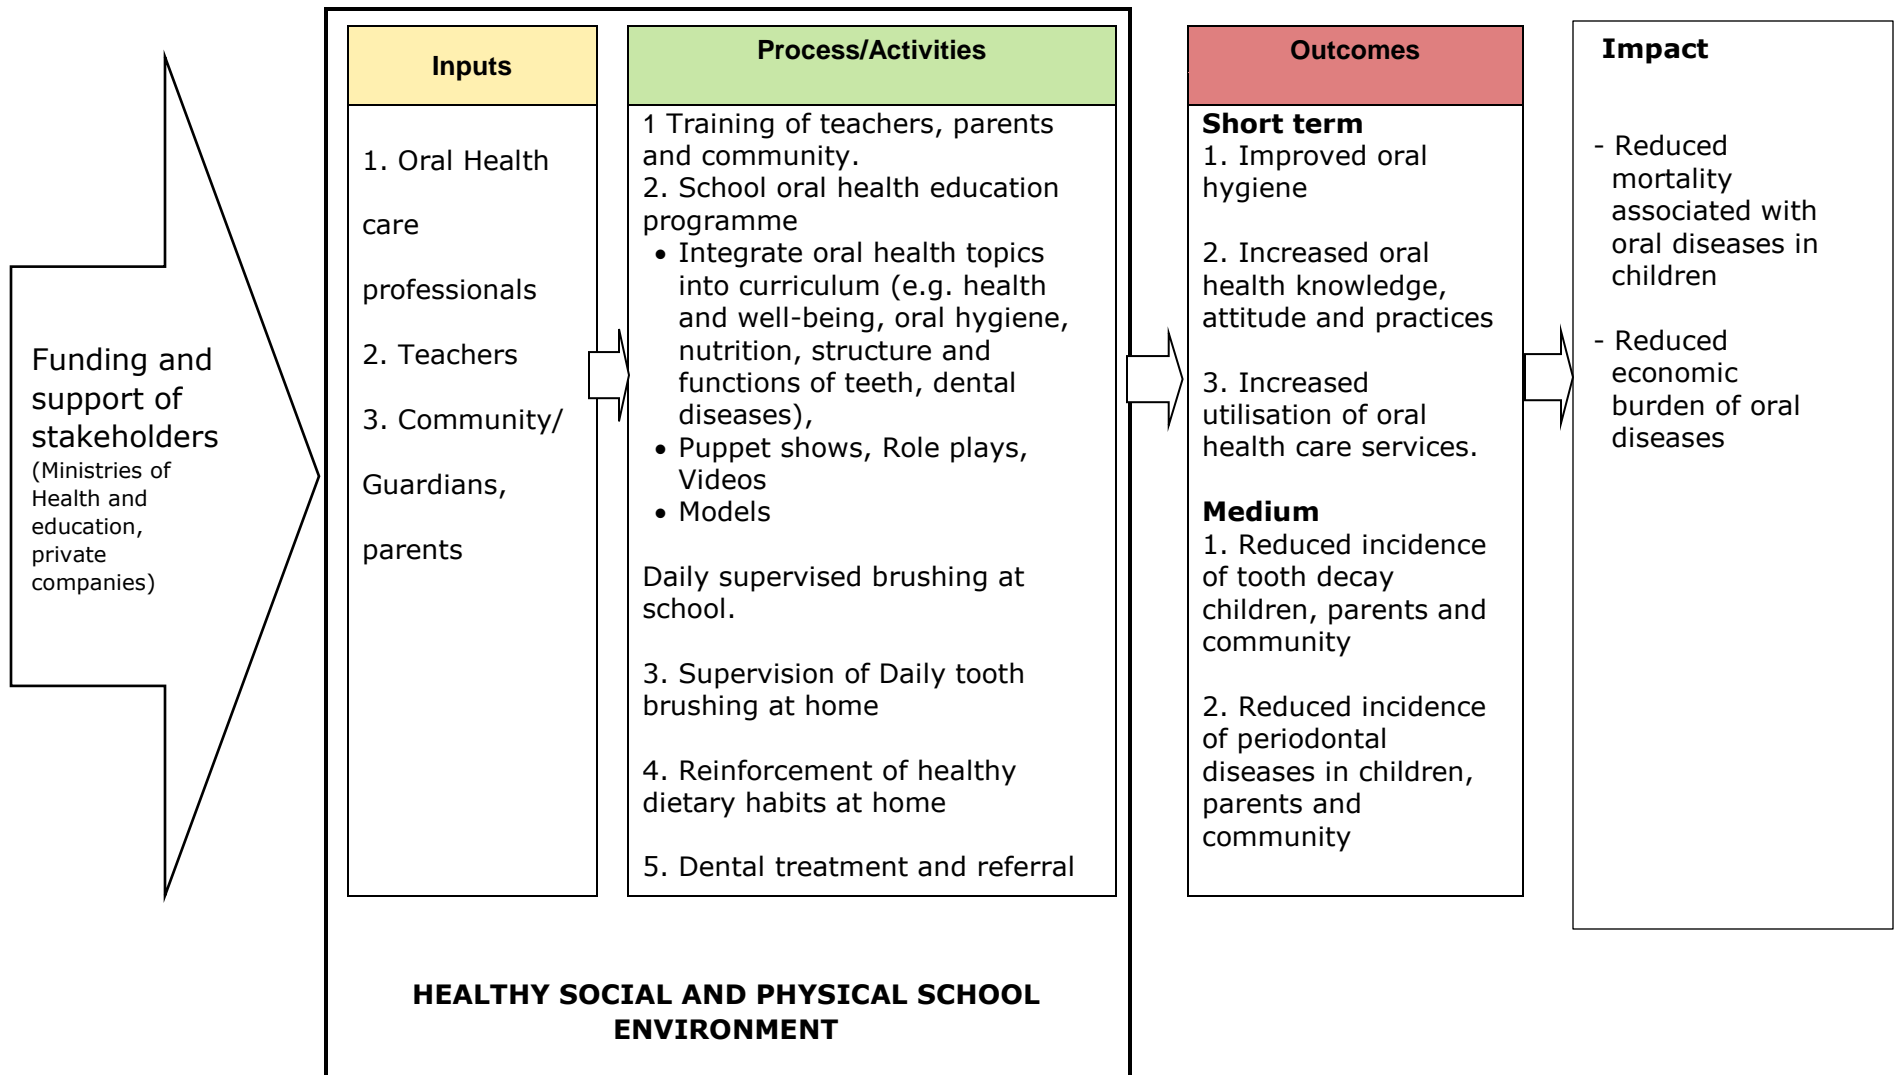 Funding and
support of
stakeholders
(Ministries of
Health and
education,
private
companies)
Inputs
1. Oral Health
care
professionals
2. Teachers
3. Community/
Guardians,
parents
Process/Activities
1 Training of teachers, parents
and community.
2. School oral health education
programme
• Integrate oral health topics
into curriculum (e.g. health
and well-being, oral hygiene,
nutrition, structure and
functions of teeth, dental
diseases),
• Puppet shows, Role plays,
Videos
• Models
Daily supervised brushing at
school.
3. Supervision of Daily tooth
brushing at home
4. Reinforcement of healthy
dietary habits at home
5. Dental treatment and referral
HEALTHY SOCIAL AND PHYSICAL SCHOOL
ENVIRONMENT
Outcomes
Short term
1. Improved oral
hygiene
2. Increased oral
health knowledge,
attitude and practices
3. Increased
utilisation of oral
health care services.
Medium
1. Reduced incidence
of tooth decay
children, parents and
community
2. Reduced incidence
of periodontal
diseases in children,
parents and
community
Impact
- Reduced
mortality
associated with
oral diseases in
children
- Reduced
economic
burden of oral
diseases